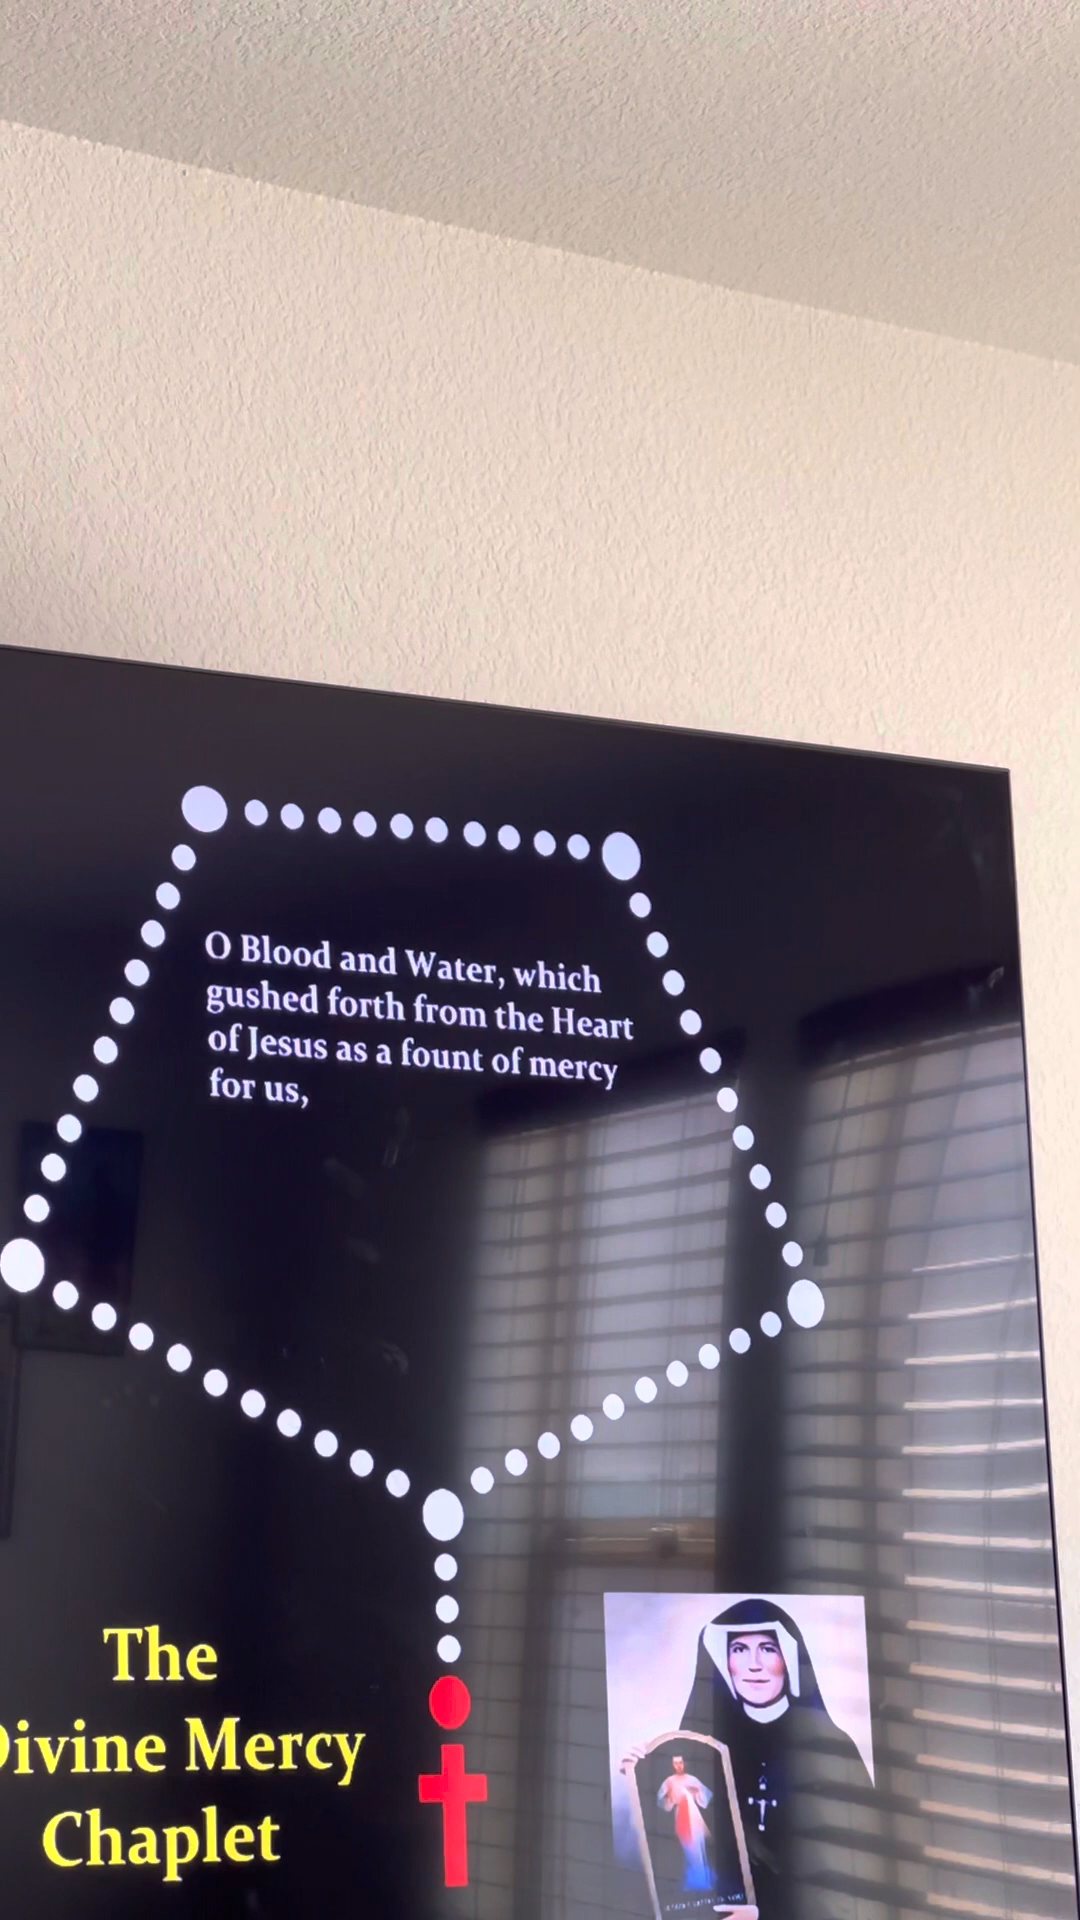 O Blood and Water, which
gushed forth from the Heart
of Jesus as a fount of mercy
for us,
The
Divine Mercy
Chaplet